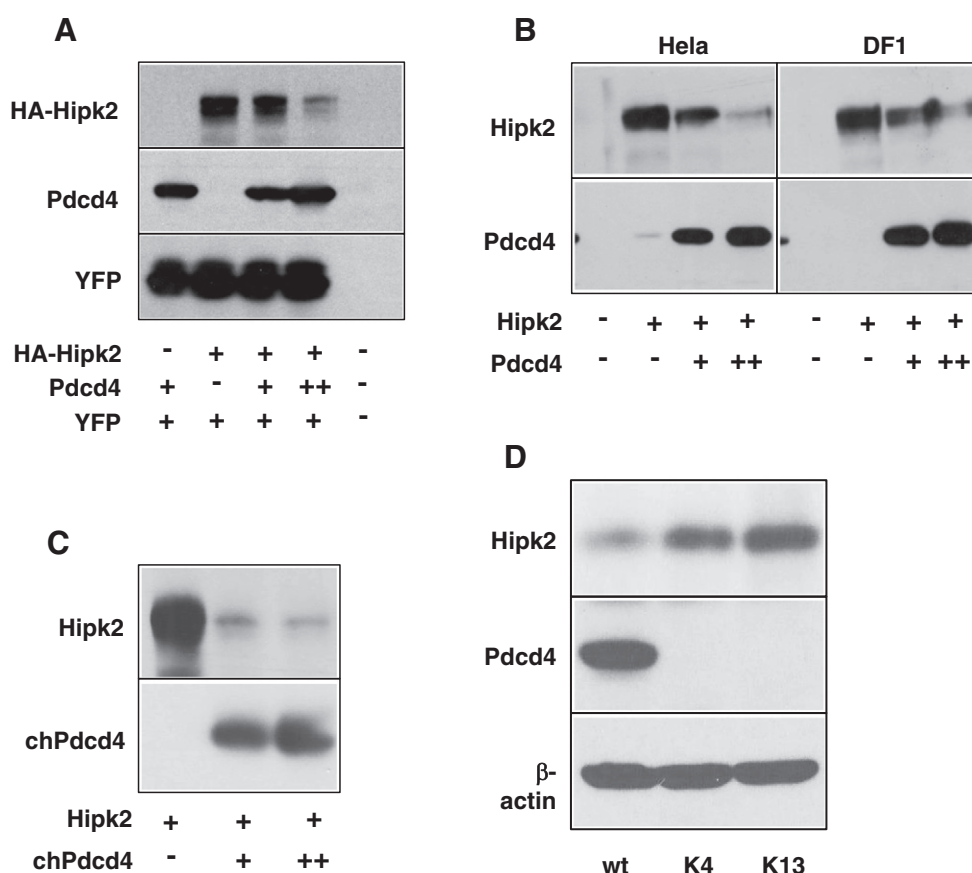 A
HA-Hipk2
Pdcd4
YFP
HA-Hipk2 - + + + -
Pdcd4 + - + ++ -
YFP + + + + -
B
Hela DF1
Hipk2
Pdcd4
Hipk2 - + + + - + + +
Pdcd4 - - + ++ - - + ++
C
Hipk2
chPdcd4
Hipk2 + + +
chPdcd4 - + ++
D
Hipk2
Pdcd4
β-
actin
wt K4 K13